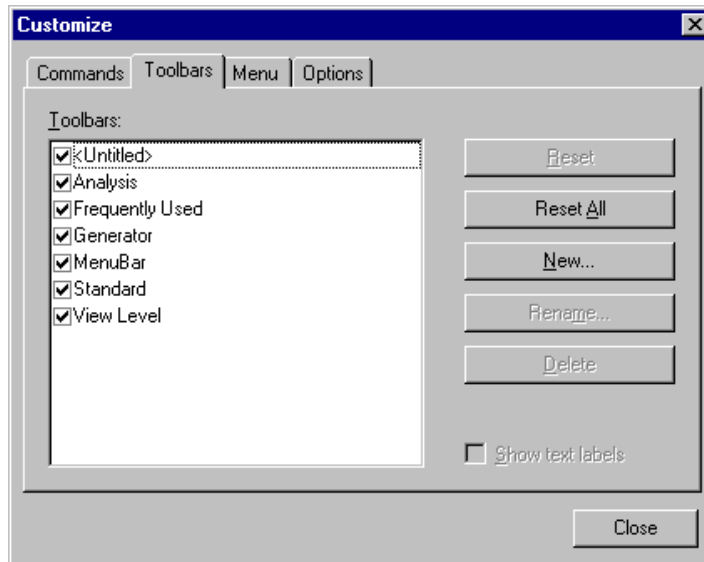 Customize
Commands Toolbars Menu Options
Toolbars:
<Untitled>
Analysis
Frequently Used
Generator
MenuBar
Standard
View Level
Reset
Reset All
New...
Rename...
Delete
Show text labels
Close